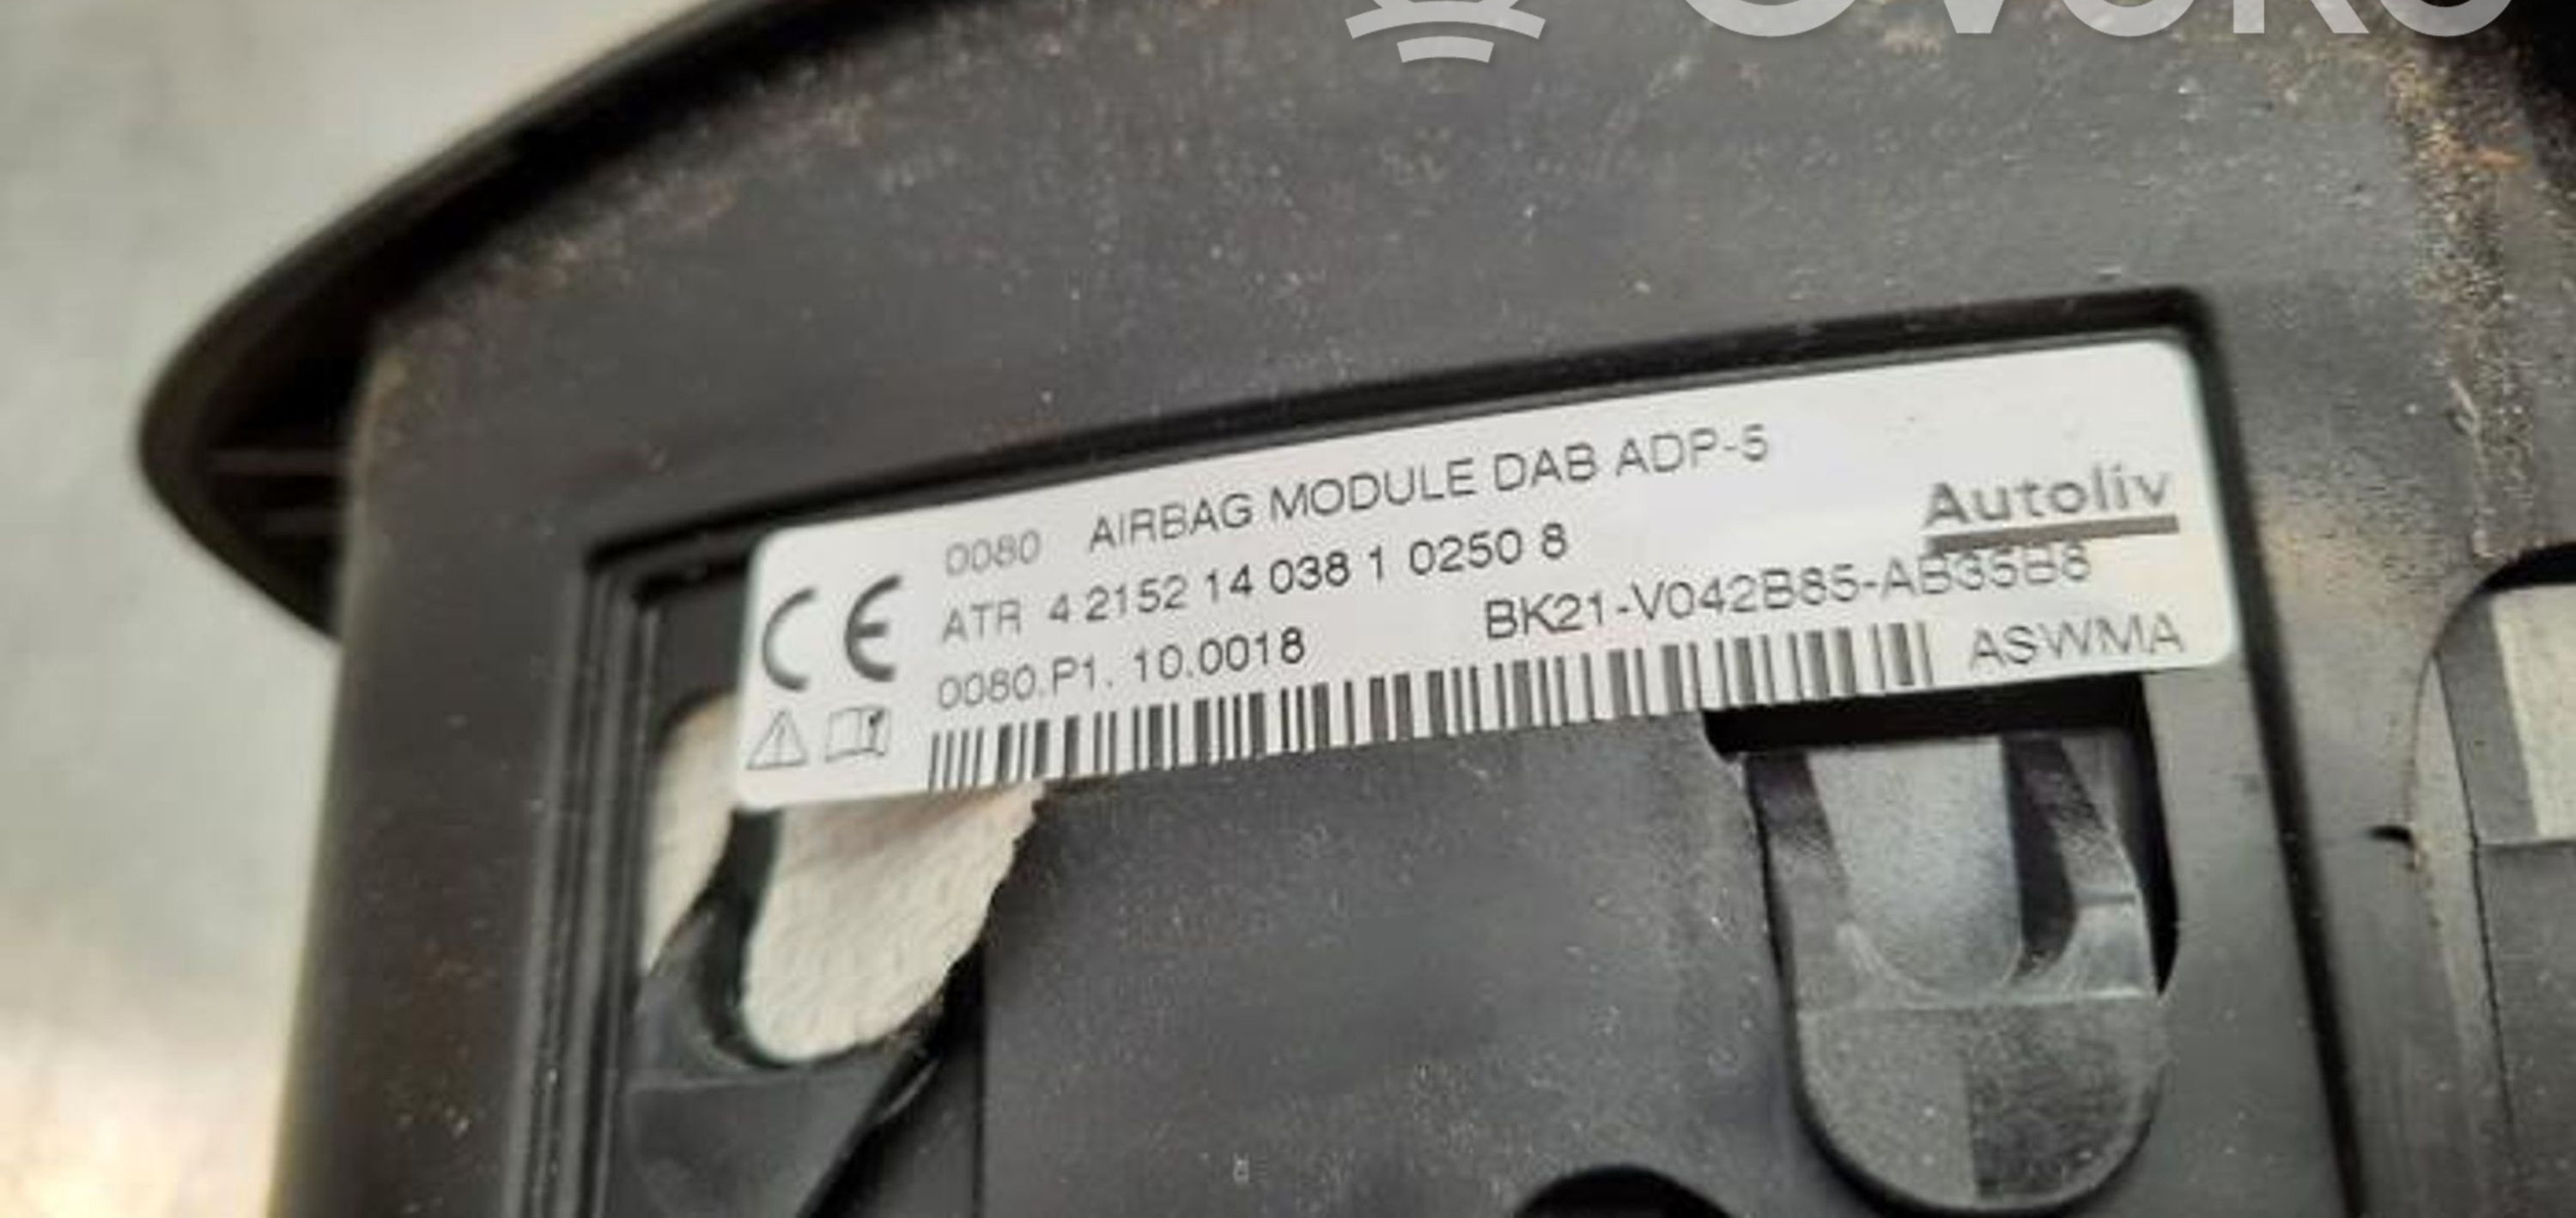 0080 AIRBAG MODULE DAB ADP-5
Autoliv
ATR 4 2152 14 038 1 0250 8
0080.P1. 10.0018 BK21-V042B85-AB35B8
CE
ASWMA